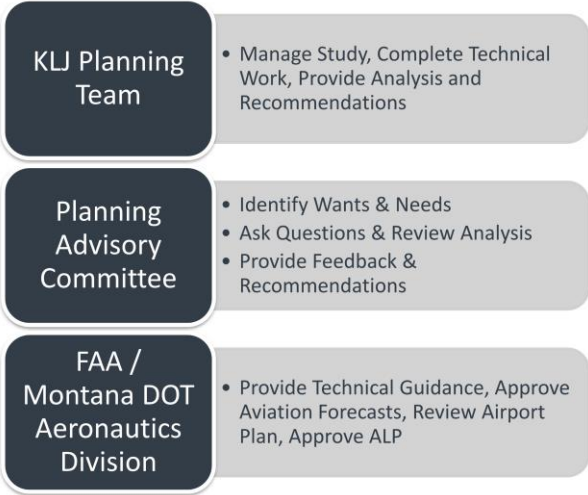 KLJ Planning
Team
• Manage Study, Complete Technical
Work, Provide Analysis and
Recommendations
Planning
Advisory
Committee
• Identify Wants & Needs
• Ask Questions & Review Analysis
• Provide Feedback &
Recommendations
FAA /
Montana DOT
Aeronautics
Division
• Provide Technical Guidance, Approve
Aviation Forecasts, Review Airport
Plan, Approve ALP